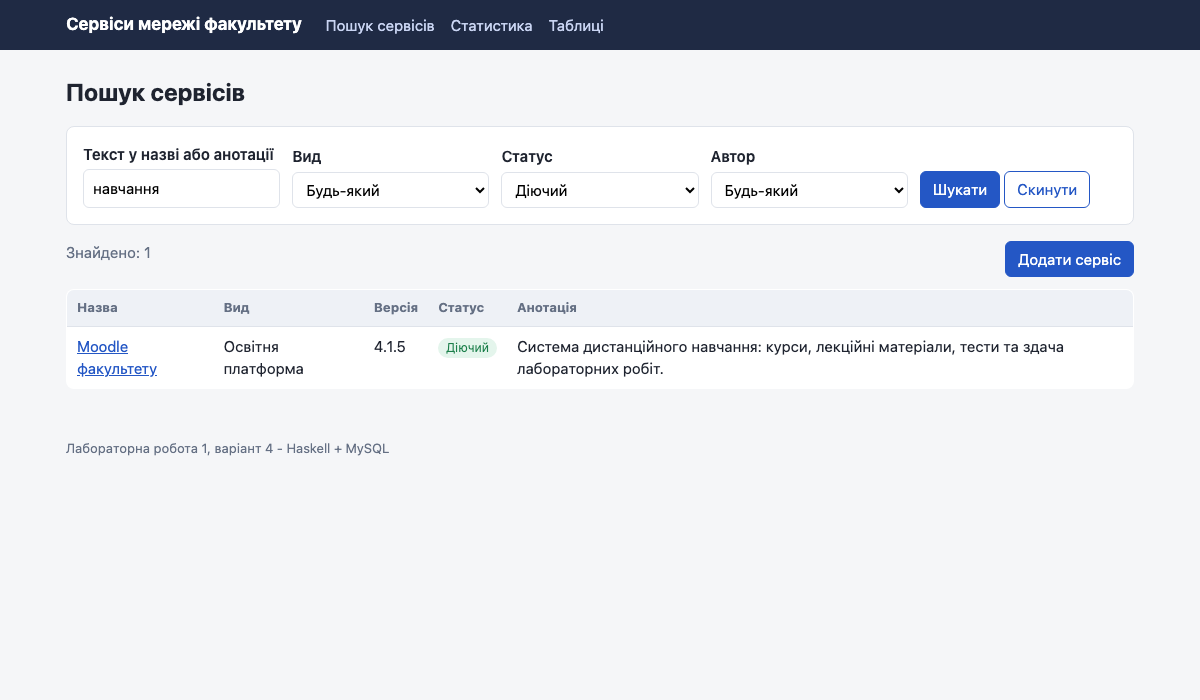 Сервіси мережі факультету Пошук сервісів Статистика Таблиці
Пошук сервісів
Текст у назві або анотації Вид Статус Автор
навчання Будь-який Діючий Будь-який Шукати Скинути
Знайдено: 1 Додати сервіс
Назва Вид Версія Статус Анотація
Moodle Освітня 4.1.5 Діючий Система дистанційного навчання: курси, лекційні матеріали, тести та здача
факультету платформа лабораторних робіт.
Лабораторна робота 1, варіант 4 - Haskell + MySQL